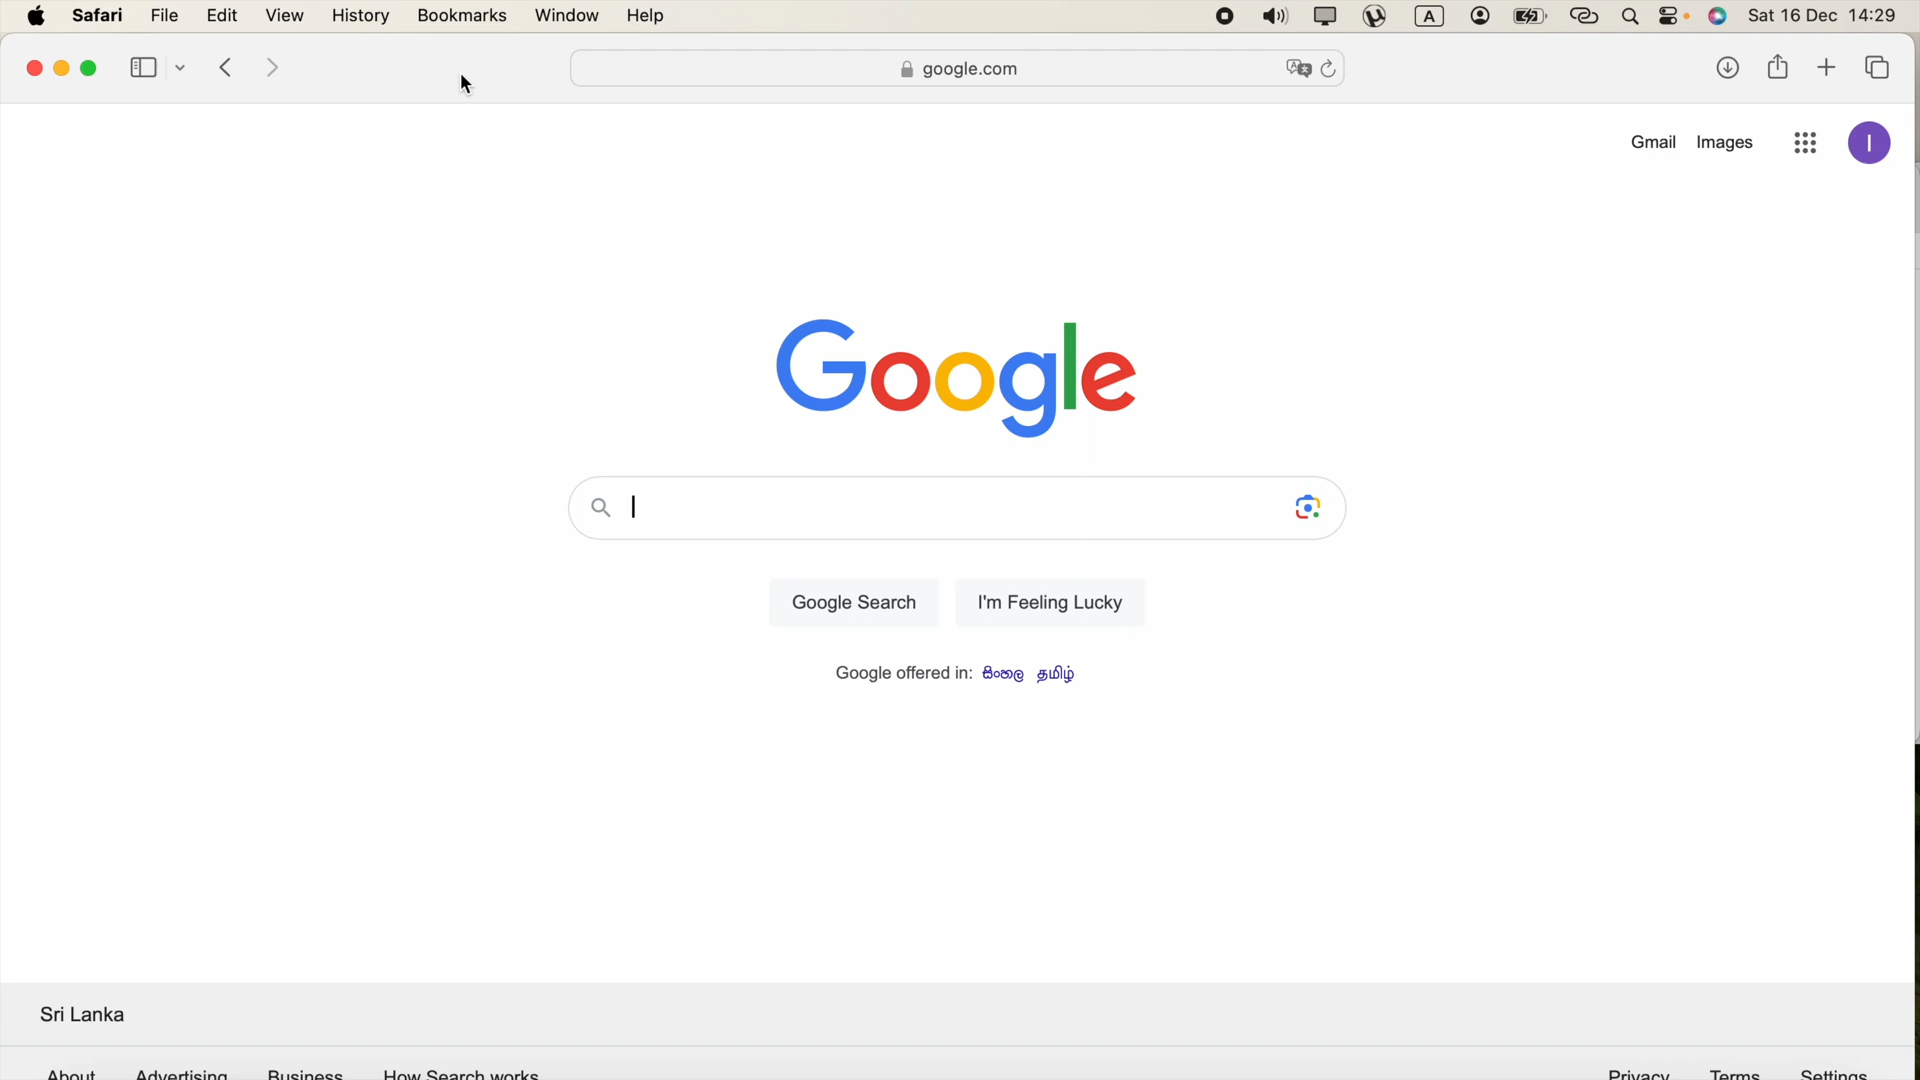 Safari File Edit View History Bookmarks Window Help A Sat 16 Dec 14:29
google.com
Gmail Images I
Google
Google Search I'm Feeling Lucky
Google offered in: සිංහල தமிழ்
Sri Lanka
About Advertising Business How Search works Privacy Terms Settings